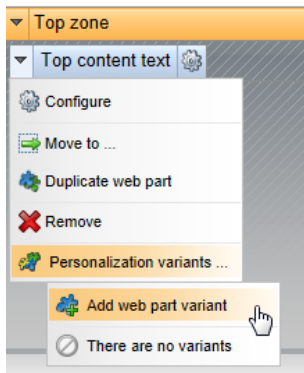 Top zone
Top content text
Configure
Move to ...
Duplicate web part
Remove
Personalization variants ...
Add web part variant
There are no variants